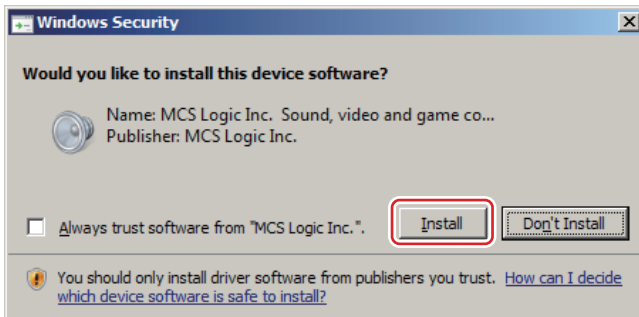 Windows Security
Would you like to install this device software?
Name: MCS Logic Inc.  Sound, video and game co...
Publisher: MCS Logic Inc.
Always trust software from "MCS Logic Inc.".
Install
Don't Install
You should only install driver software from publishers you trust.  How can I decide
which device software is safe to install?